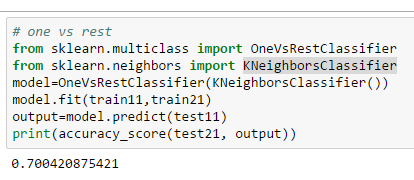 # one vs rest
from sklearn.multiclass import OneVsRestClassifier
from sklearn.neighbors import KNeighborsClassifier
model=OneVsRestClassifier(KNeighborsClassifier())
model.fit(train11,train21)
output=model.predict(test11)
print(accuracy_score(test21, output))
0.700420875421